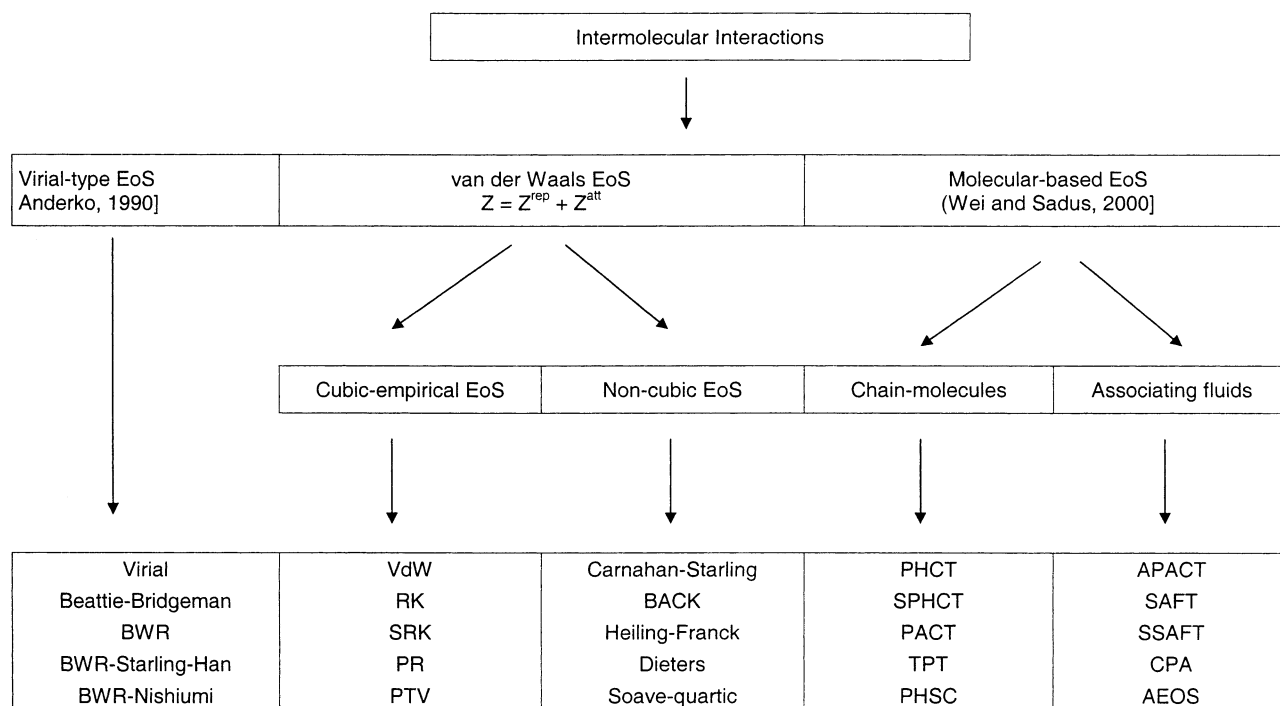 Intermolecular Interactions
Virial-type EoS
Anderko, 1990]
van der Waals EoS
Z = Z^rep + Z^att
Molecular-based EoS
(Wei and Sadus, 2000]
Cubic-empirical EoS
Non-cubic EoS
Chain-molecules
Associating fluids
Virial
Beattie-Bridgeman
BWR
BWR-Starling-Han
BWR-Nishiumi
VdW
RK
SRK
PR
PTV
Carnahan-Starling
BACK
Heiling-Franck
Dieters
Soave-quartic
PHCT
SPHCT
PACT
TPT
PHSC
APACT
SAFT
SSAFT
CPA
AEOS